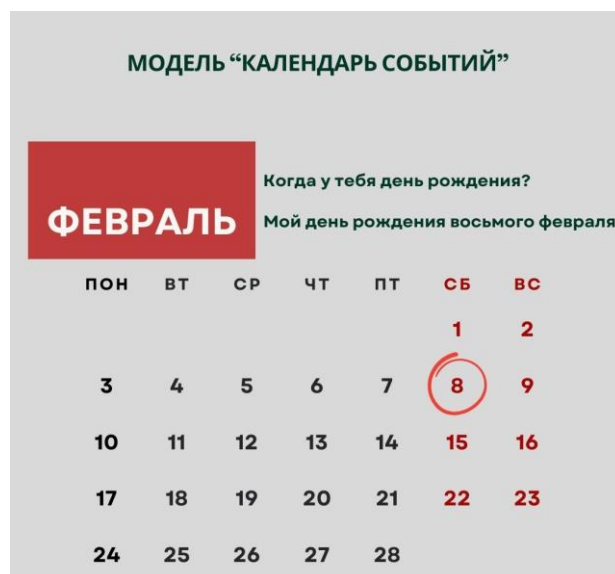 МОДЕЛЬ “КАЛЕНДАРЬ СОБЫТИЙ”
Когда у тебя день рождения?
ФЕВРАЛЬ
Мой день рождения восьмого февраля
ПОН ВТ СР ЧТ ПТ СБ ВС
1 2
3 4 5 6 7 8 9
10 11 12 13 14 15 16
17 18 19 20 21 22 23
24 25 26 27 28